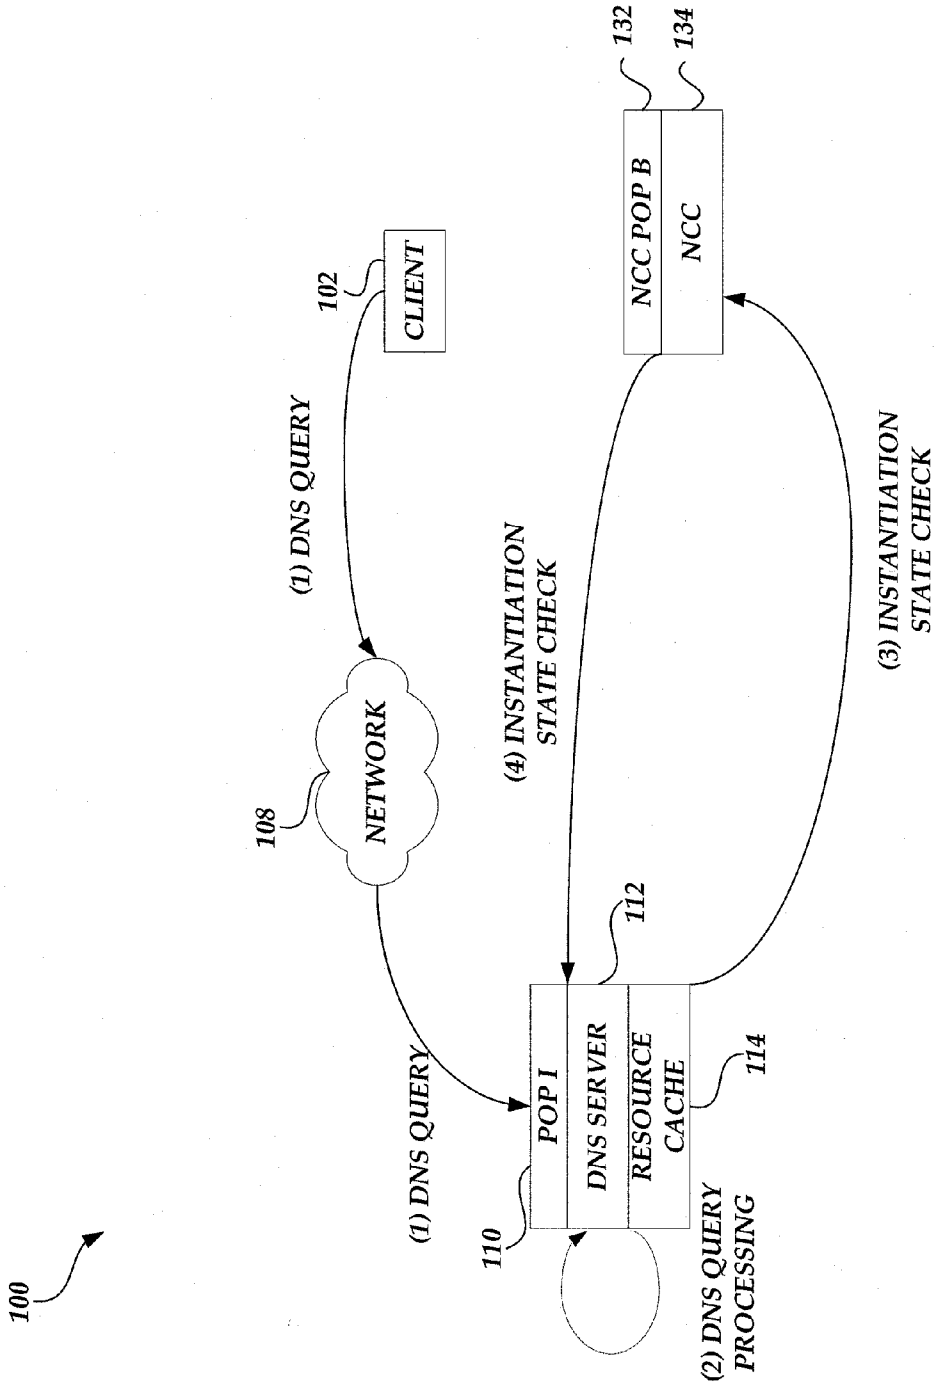 100
(1) DNS QUERY
110
POP I
DNS SERVER
RESOURCE
CACHE
112
114
(2) DNS QUERY
PROCESSING
108
NETWORK
(1) DNS QUERY
102
CLIENT
(4) INSTANTIATION
STATE CHECK
(3) INSTANTIATION
STATE CHECK
NCC POP B
NCC
132
134